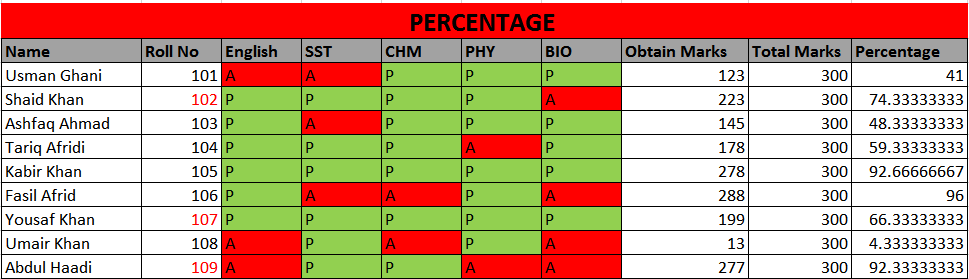 PERCENTAGE
Name Roll No English SST CHM PHY BIO Obtain Marks Total Marks Percentage
Usman Ghani 101 A A P P P 123 300 41
Shaid Khan 102 P P P P A 223 300 74.33333333
Ashfaq Ahmad 103 P A P P P 145 300 48.33333333
Tariq Afridi 104 P P P A P 178 300 59.33333333
Kabir Khan 105 P P P P P 278 300 92.66666667
Fasil Afrid 106 P A A P A 288 300 96
Yousaf Khan 107 P P P P P 199 300 66.33333333
Umair Khan 108 A P A P A 13 300 4.333333333
Abdul Haadi 109 A P P A A 277 300 92.33333333